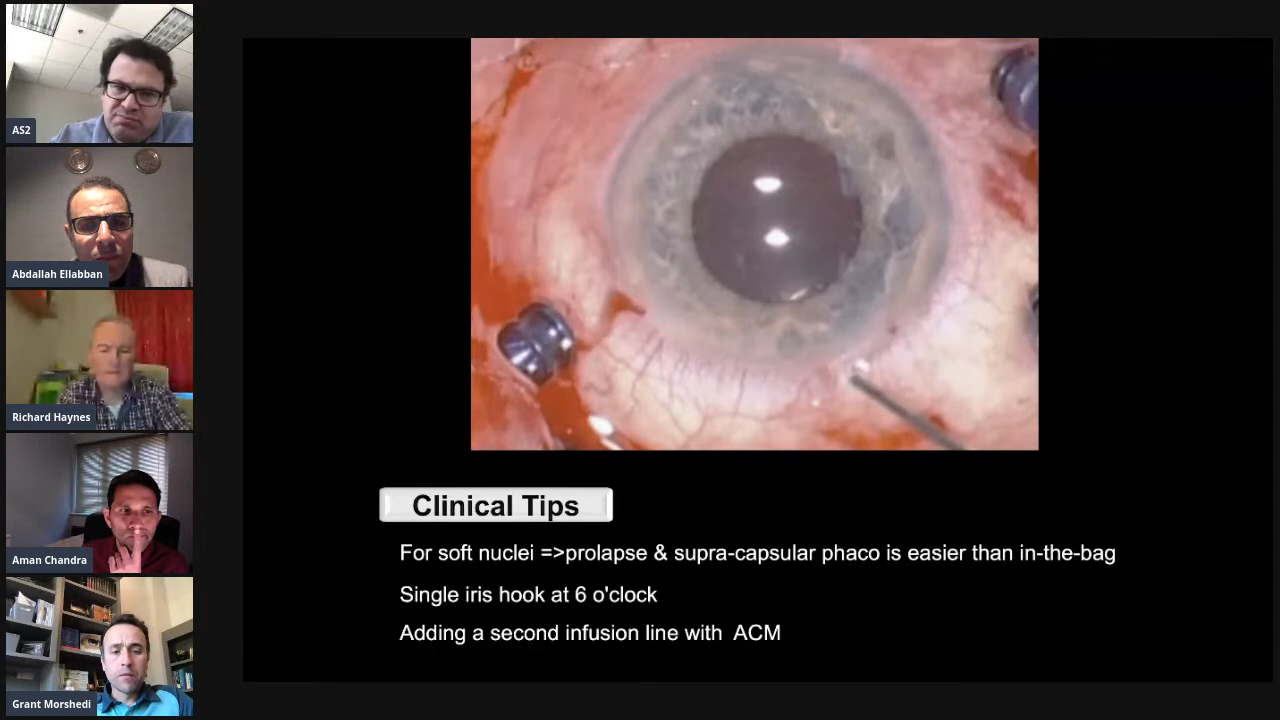 AS2
Abdallah Ellabban
Richard Haynes
Aman Chandra
Grant Morshedi
Clinical Tips
For soft nuclei =>prolapse & supra-capsular phaco is easier than in-the-bag
Single iris hook at 6 o'clock
Adding a second infusion line with  ACM